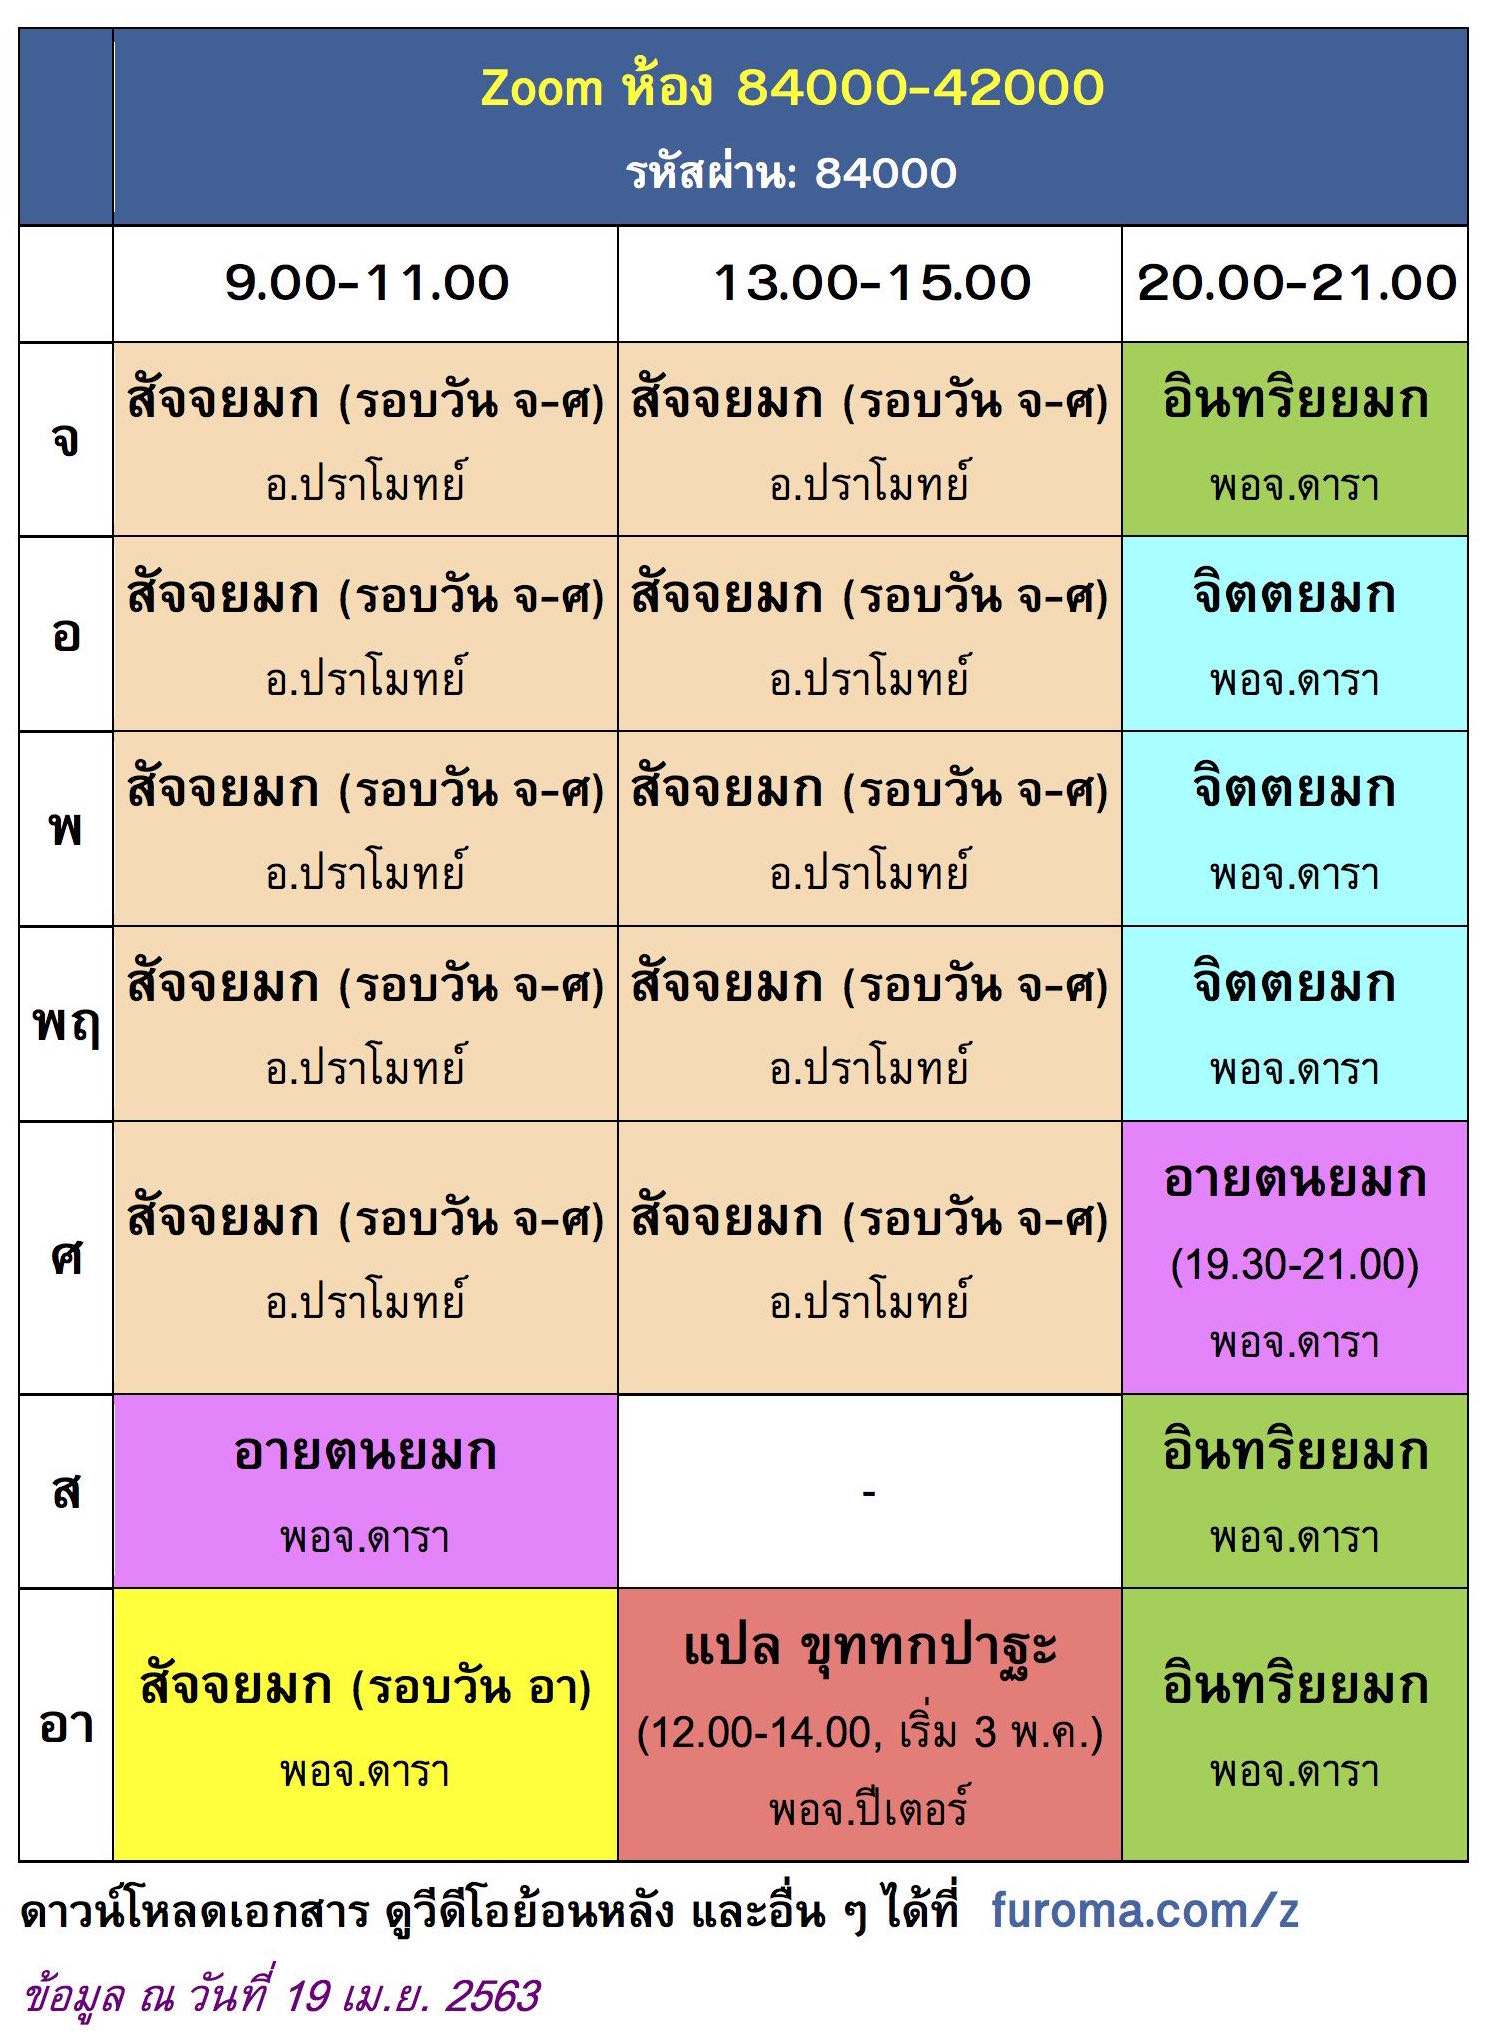 Zoom ห้อง 84000-42000
รหัสผ่าน: 84000
9.00-11.00 13.00-15.00 20.00-21.00
จ
สัจจยมก (รอบวัน จ-ศ)
อ.ปราโมทย์
สัจจยมก (รอบวัน จ-ศ)
อ.ปราโมทย์
อินทริยยมก
พอจ.ดารา
อ
สัจจยมก (รอบวัน จ-ศ)
อ.ปราโมทย์
สัจจยมก (รอบวัน จ-ศ)
อ.ปราโมทย์
จิตตยมก
พอจ.ดารา
พ
สัจจยมก (รอบวัน จ-ศ)
อ.ปราโมทย์
สัจจยมก (รอบวัน จ-ศ)
อ.ปราโมทย์
จิตตยมก
พอจ.ดารา
พฤ
สัจจยมก (รอบวัน จ-ศ)
อ.ปราโมทย์
สัจจยมก (รอบวัน จ-ศ)
อ.ปราโมทย์
จิตตยมก
พอจ.ดารา
ศ
สัจจยมก (รอบวัน จ-ศ)
อ.ปราโมทย์
สัจจยมก (รอบวัน จ-ศ)
อ.ปราโมทย์
อายตนยมก
(19.30-21.00)
พอจ.ดารา
ส
อายตนยมก
พอจ.ดารา
-
อินทริยยมก
พอจ.ดารา
อา
สัจจยมก (รอบวัน อา)
พอจ.ดารา
แปล ขุททกปาฐะ
(12.00-14.00, เริ่ม 3 พ.ค.)
พอจ.ปีเตอร์
อินทริยยมก
พอจ.ดารา
ดาวน์โหลดเอกสาร ดูวีดีโอย้อนหลัง และอื่น ๆ ได้ที่ furoma.com/z
ข้อมูล ณ วันที่ 19 เม.ย. 2563